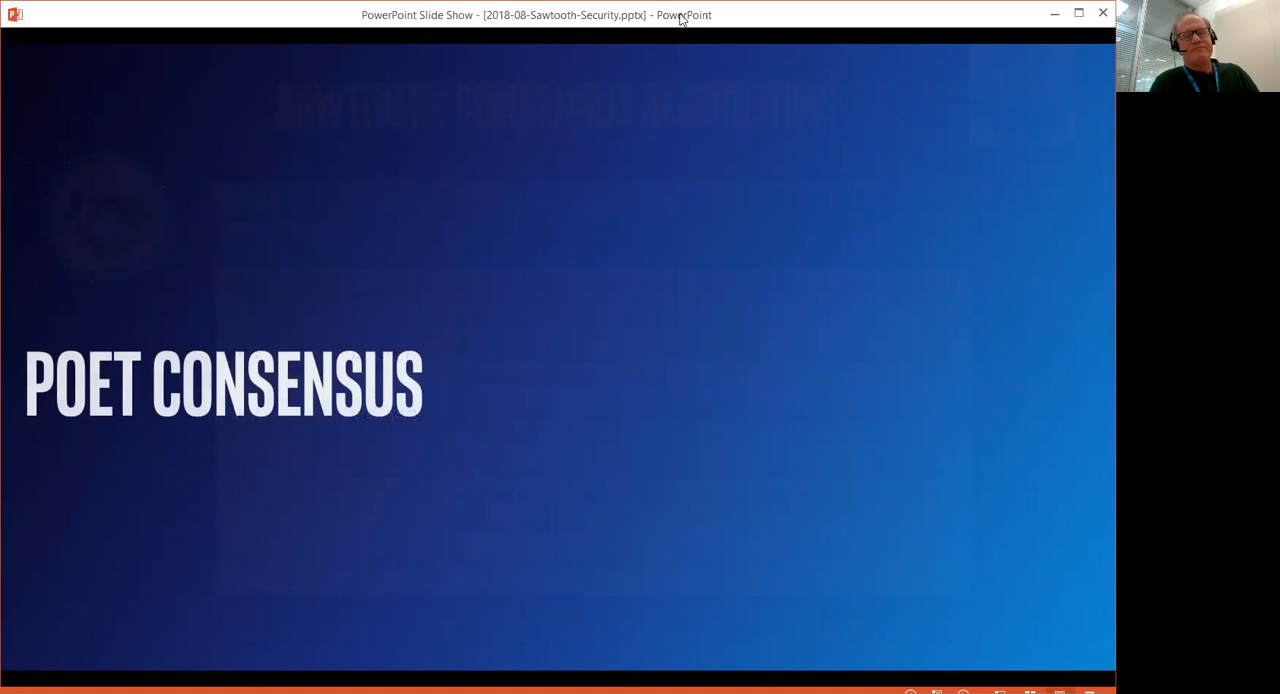 PowerPoint Slide Show - [2018-08-Sawtooth-Security.pptx] - PowerPoint
POET CONSENSUS